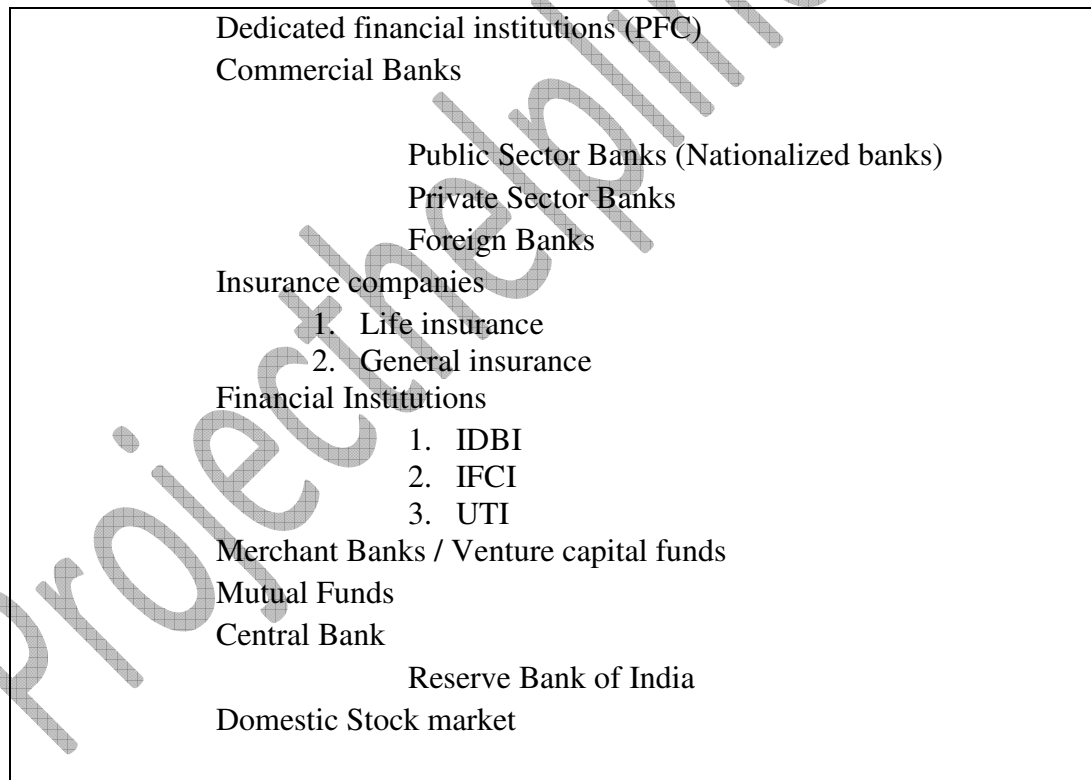 Dedicated financial institutions (PFC)
Commercial Banks
Public Sector Banks (Nationalized banks)
Private Sector Banks
Foreign Banks
Insurance companies
1. Life insurance
2. General insurance
Financial Institutions
1. IDBI
2. IFCI
3. UTI
Merchant Banks / Venture capital funds
Mutual Funds
Central Bank
Reserve Bank of India
Domestic Stock market
Projecthelpline